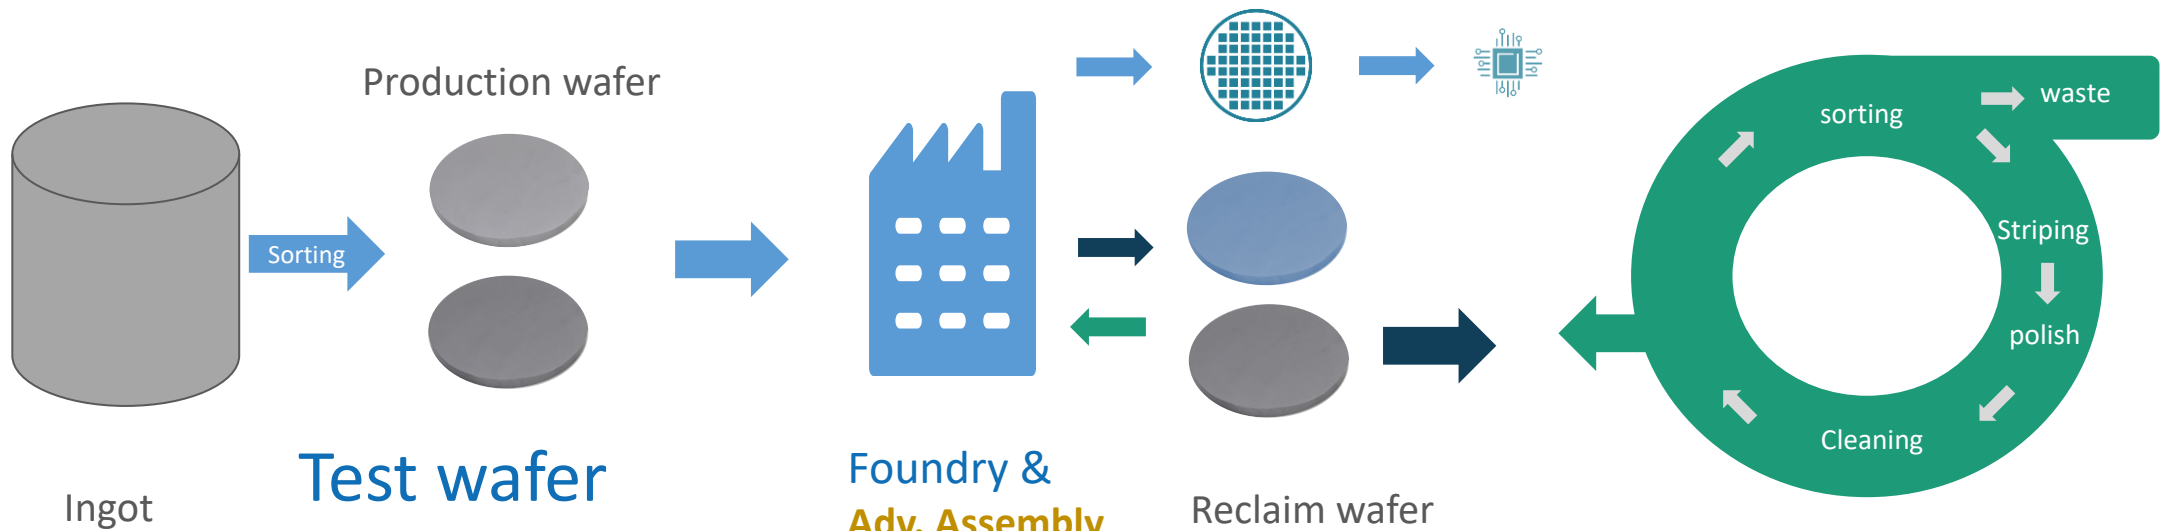 Production wafer
Sorting
Ingot
Test wafer
Foundry &
Adv. Assembly
Reclaim wafer
sorting
waste
Striping
polish
Cleaning